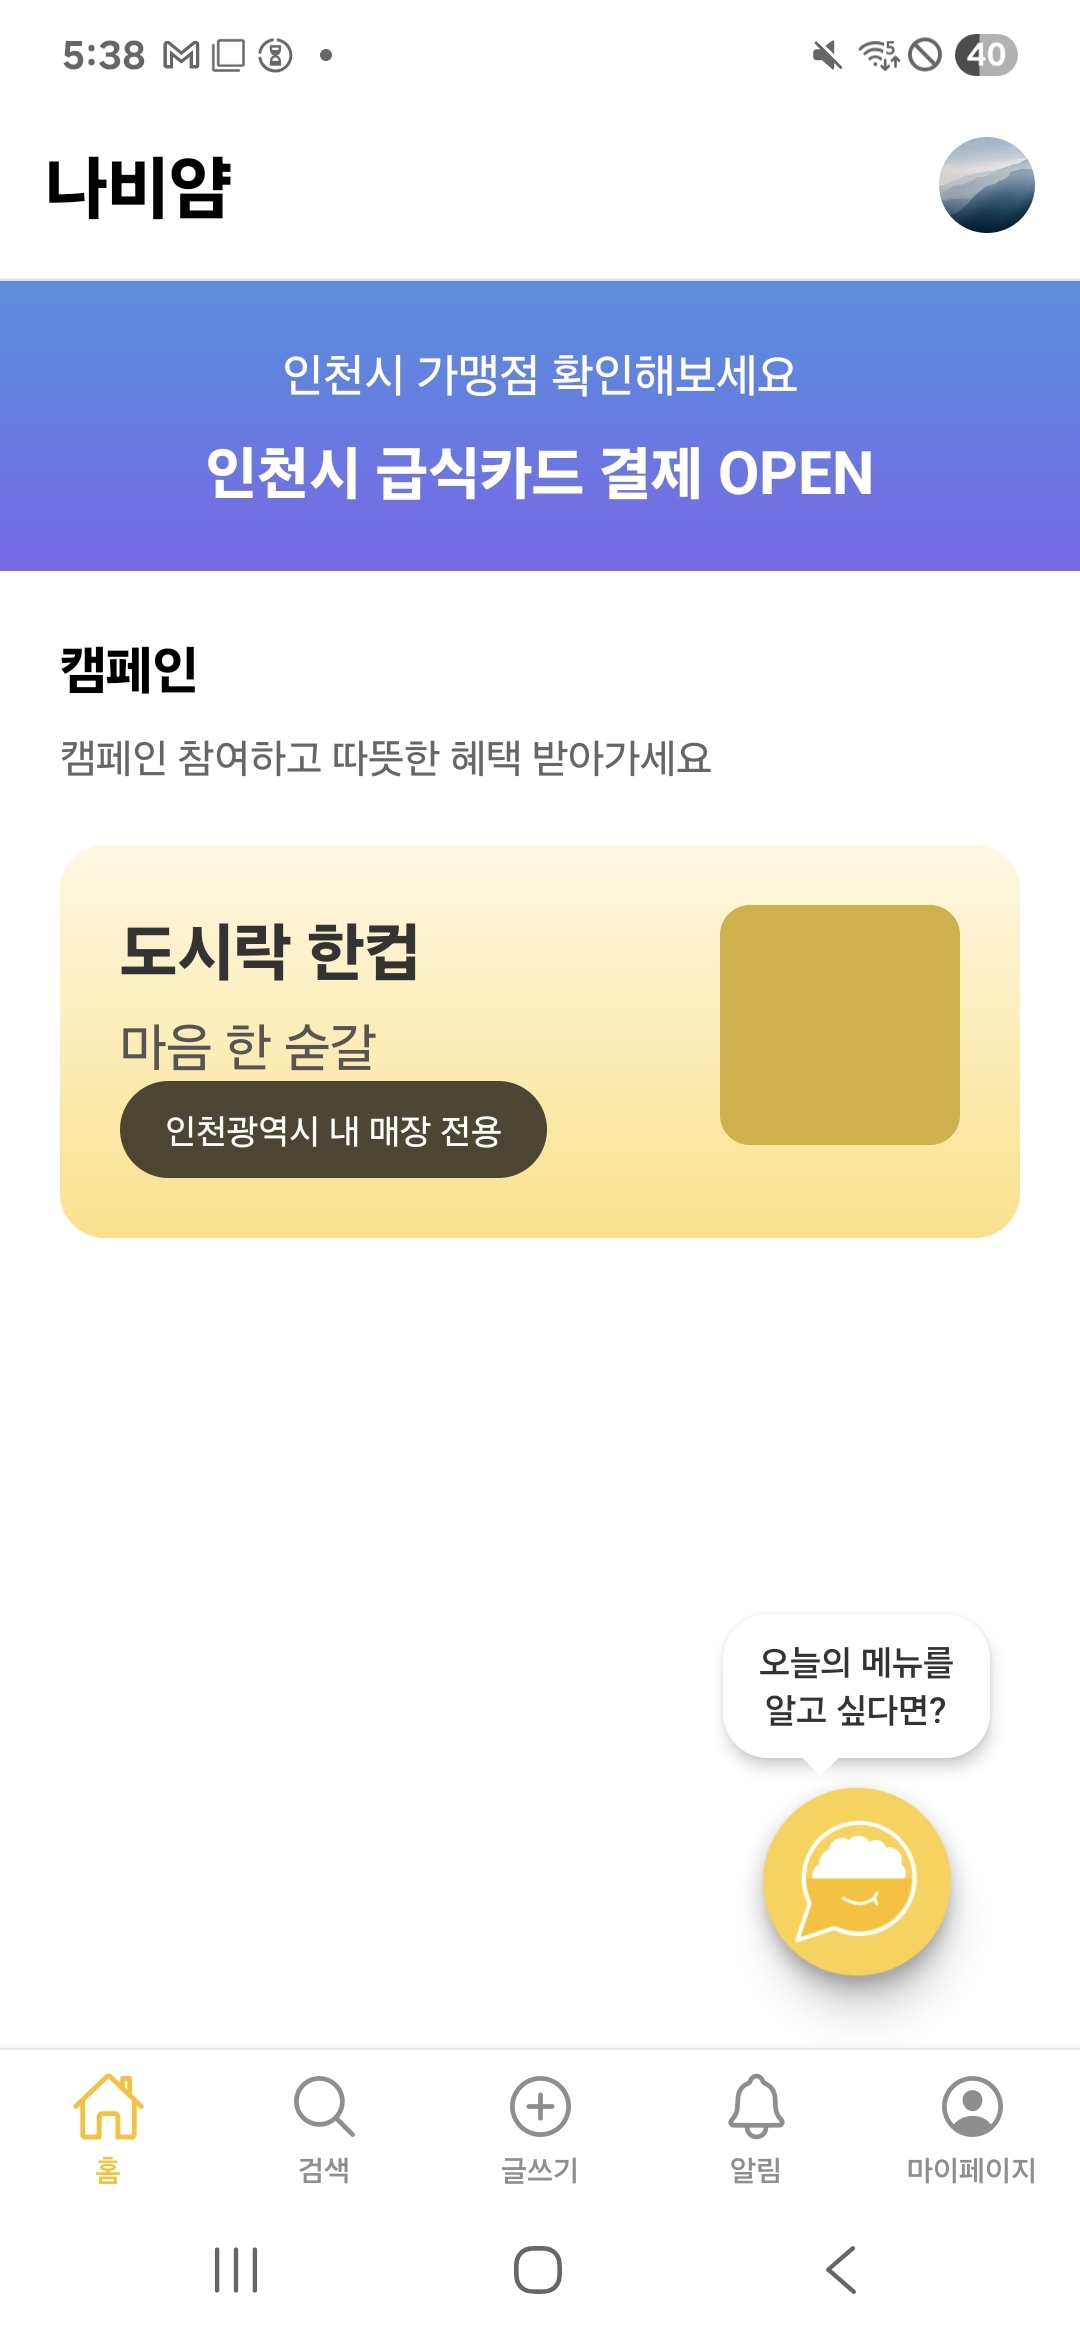 5:38
5
40
나비얌
인천시 가맹점 확인해보세요
인천시 급식카드 결제 OPEN
캠페인
캠페인 참여하고 따뜻한 혜택 받아가세요
도시락 한컵
마음 한 숟갈
인천광역시 내 매장 전용
오늘의 메뉴를
알고 싶다면?
홈 검색 글쓰기 알림 마이페이지